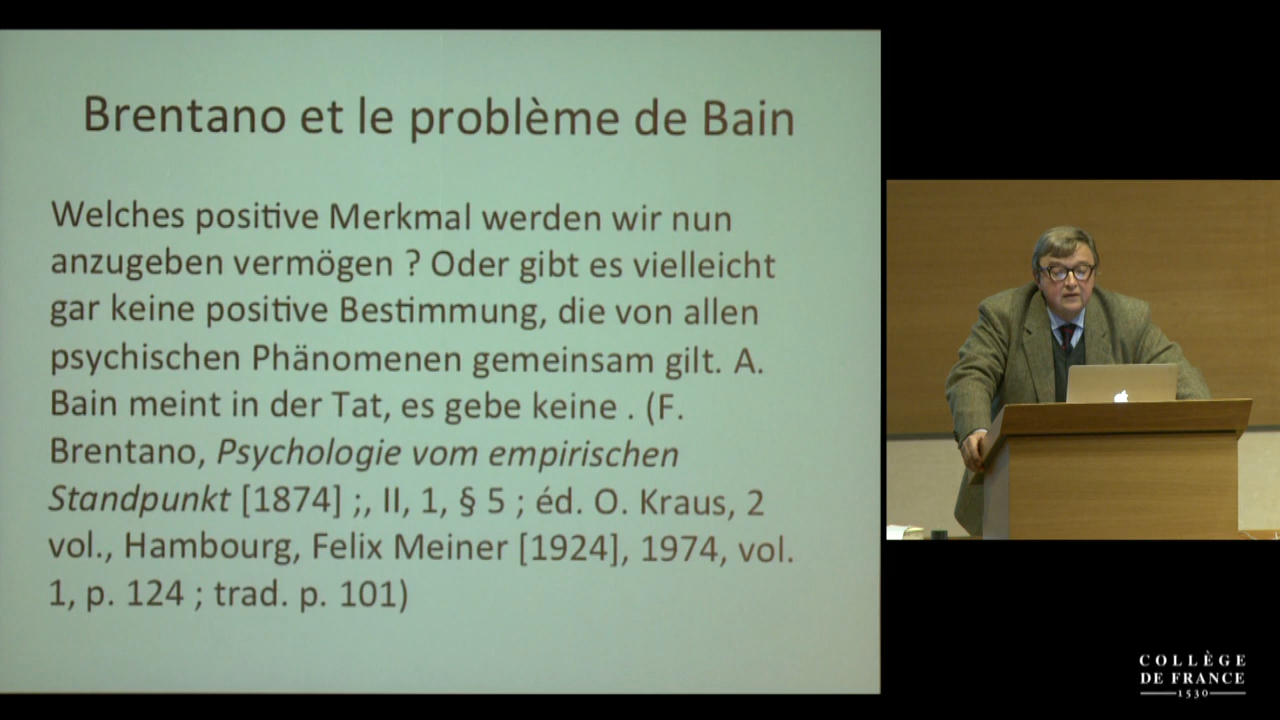 Brentano et le problème de Bain
Welches positive Merkmal werden wir nun
anzugeben vermögen ? Oder gibt es vielleicht
gar keine positive Bestimmung, die von allen
psychischen Phänomenen gemeinsam gilt. A.
Bain meint in der Tat, es gebe keine . (F.
Brentano, Psychologie vom empirischen
Standpunkt [1874] ;, II, 1, § 5 ; éd. O. Kraus, 2
vol., Hambourg, Felix Meiner [1924], 1974, vol.
1, p. 124 ; trad. p. 101)
COLLÈGE
DE FRANCE
1530